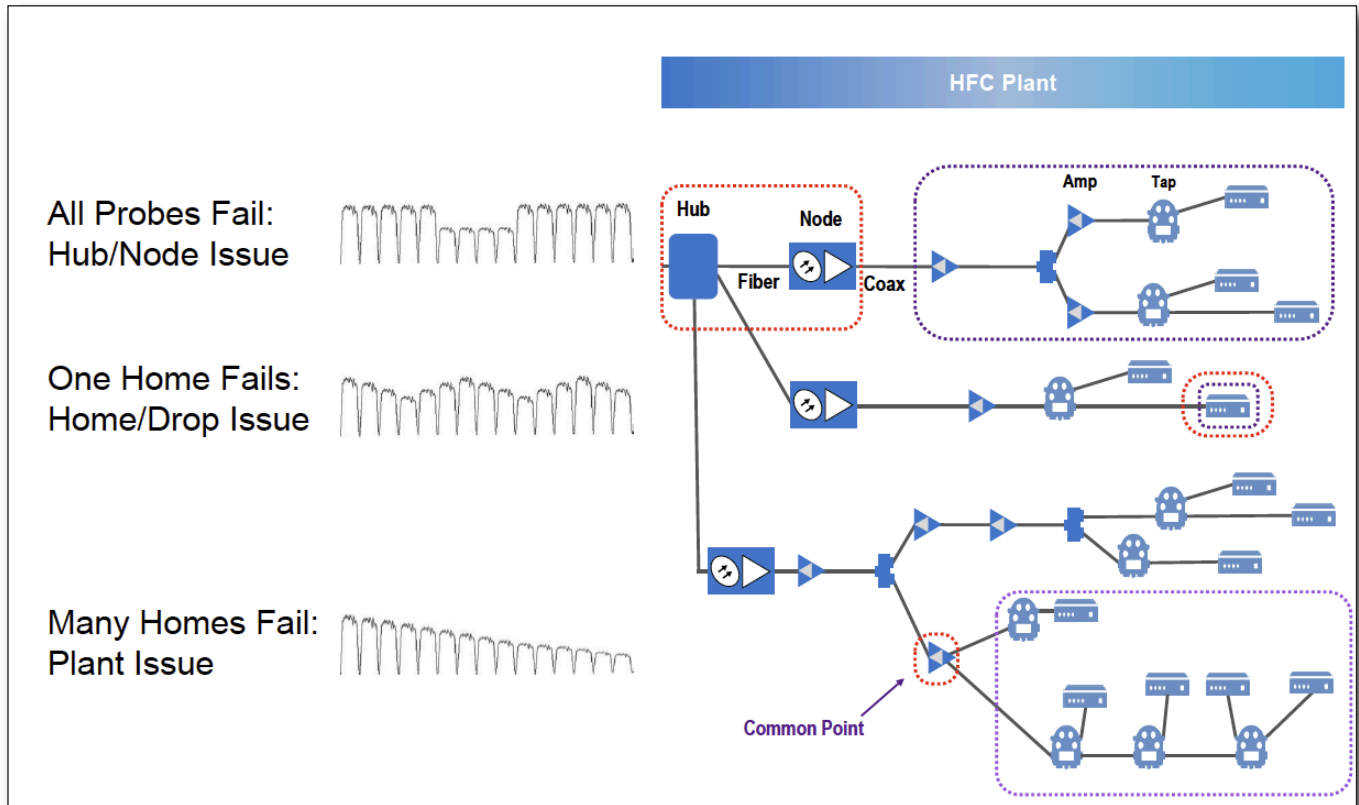 HFC Plant
All Probes Fail:
Hub/Node Issue
Hub
Node
Fiber
Coax
Amp
Tap
One Home Fails:
Home/Drop Issue
Many Homes Fail:
Plant Issue
Common Point